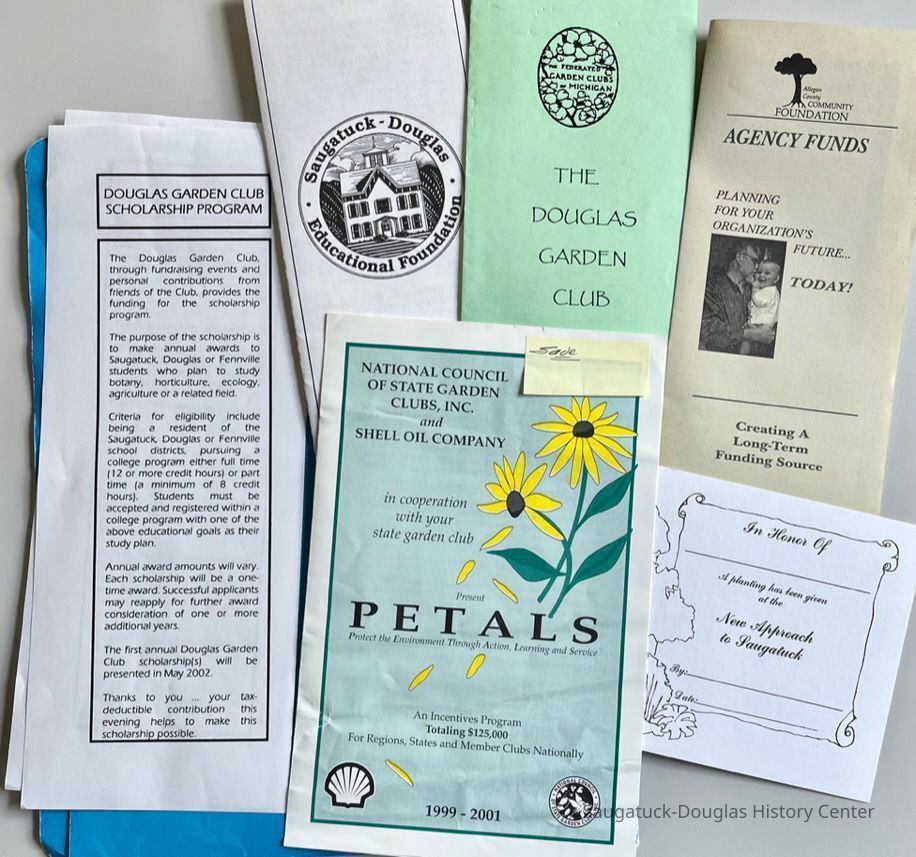 DOUGLAS GARDEN CLUB
SCHOLARSHIP PROGRAM
The Douglas Garden Club,
through fundraising events and
personal contributions from
friends of the Club, provides the
funding for the scholarship
program.
The purpose of the scholarship is
to make annual awards to
Saugatuck, Douglas or Fennville
students who plan to study
botany, horticulture, ecology,
agriculture or a related field.
Criteria for eligibility include
being a resident of the
Saugatuck, Douglas or Fennville
school districts, pursuing a
college program either full time
(12 or more credit hours) or part
time (a minimum of 8 credit
hours). Students must be
accepted and registered within a
college program with one of the
above educational goals as their
study plan.
Annual award amounts will vary.
Each scholarship will be a one-
time award. Successful applicants
may reapply for further award
consideration of one or more
additional years.
The first annual Douglas Garden
Club scholarship(s) will be
presented in May 2002.
Thanks to you ... your tax-
deductible contribution this
evening helps to make this
scholarship possible.
Saugatuck - Douglas
Educational Foundation
THE FEDERATED
GARDEN CLUBS
OF MICHIGAN
THE
DOUGLAS
GARDEN
CLUB
Allegan
County
COMMUNITY
FOUNDATION
AGENCY FUNDS
PLANNING
FOR YOUR
ORGANIZATION'S
FUTURE...
TODAY!
Creating A
Long-Term
Funding Source
Save
NATIONAL COUNCIL
OF STATE GARDEN
CLUBS, INC.
and
SHELL OIL COMPANY
in cooperation
with your
state garden club
Present
PETALS
Protect the Environment Through Action, Learning and Service
An Incentives Program
Totaling $125,000
For Regions, States and Member Clubs Nationally
1999 - 2001
In Honor Of
A planting has been given
at the
New Approach
to Saugatuck
By:
Date:
Saugatuck-Douglas History Center